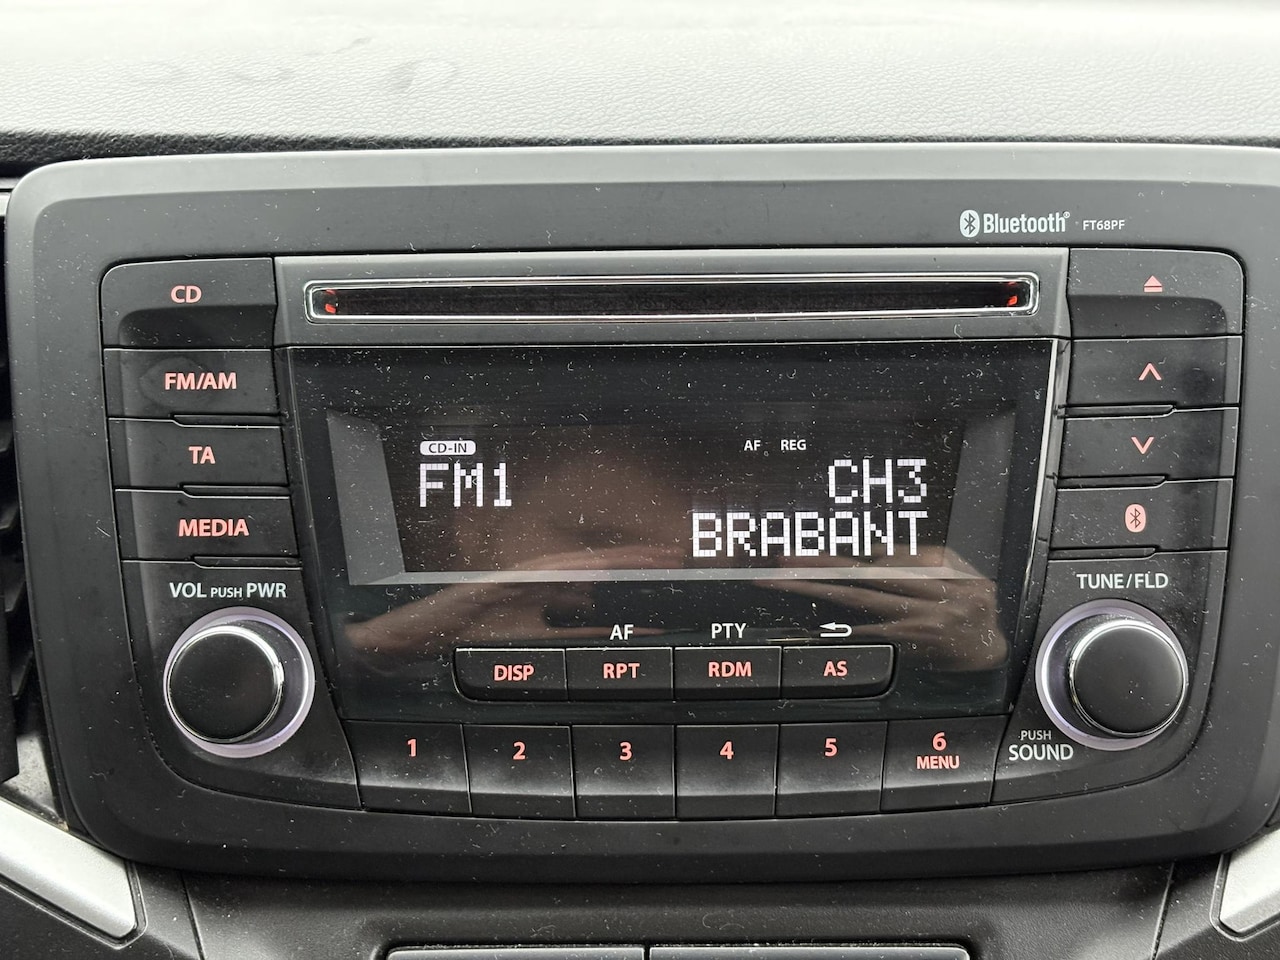 Bluetooth® FT68PF
CD
FM/AM
TA
MEDIA
VOL PUSH PWR
CD-IN
AF REG
FM1 CH3
BRABANT
AF PTY
DISP RPT RDM AS
1 2 3 4 5 6
MENU
TUNE/FLD
PUSH
SOUND